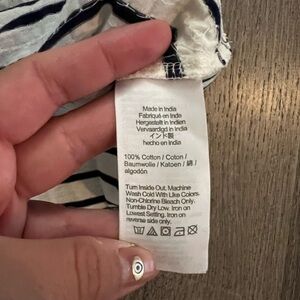 Made in India
Fabriqué en Inde
Hergestellt in Indien
Vervaardigd in India
インド製
hecho en Indio
100% Cotton / Coton /
Baumwolle / Katoen / 綿 /
algodón
Turn Inside Out. Machine
Wash Cold With Like Colors.
Non-Chlorine Bleach Only.
Tumble Dry Low. Iron on
Lowest Setting. Iron on
reverse side only.